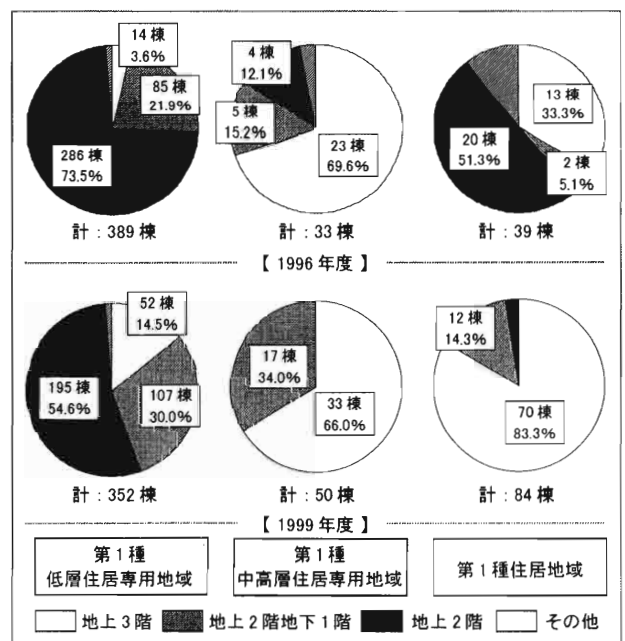 14 棟
3.6%
85 棟
21.9%
286 棟
73.5%
計：389 棟
4 棟
12.1%
5 棟
15.2%
23 棟
69.6%
計：33 棟
13 棟
33.3%
20 棟
51.3%
2 棟
5.1%
計：39 棟
【 1996 年度 】
52 棟
14.5%
195 棟
54.6%
107 棟
30.0%
計：352 棟
17 棟
34.0%
33 棟
66.0%
計：50 棟
12 棟
14.3%
70 棟
83.3%
計：84 棟
【 1999 年度 】
第１種
低層住居専用地域
第１種
中高層住居専用地域
第１種住居地域
地上３階
地上２階地下１階
地上２階
その他